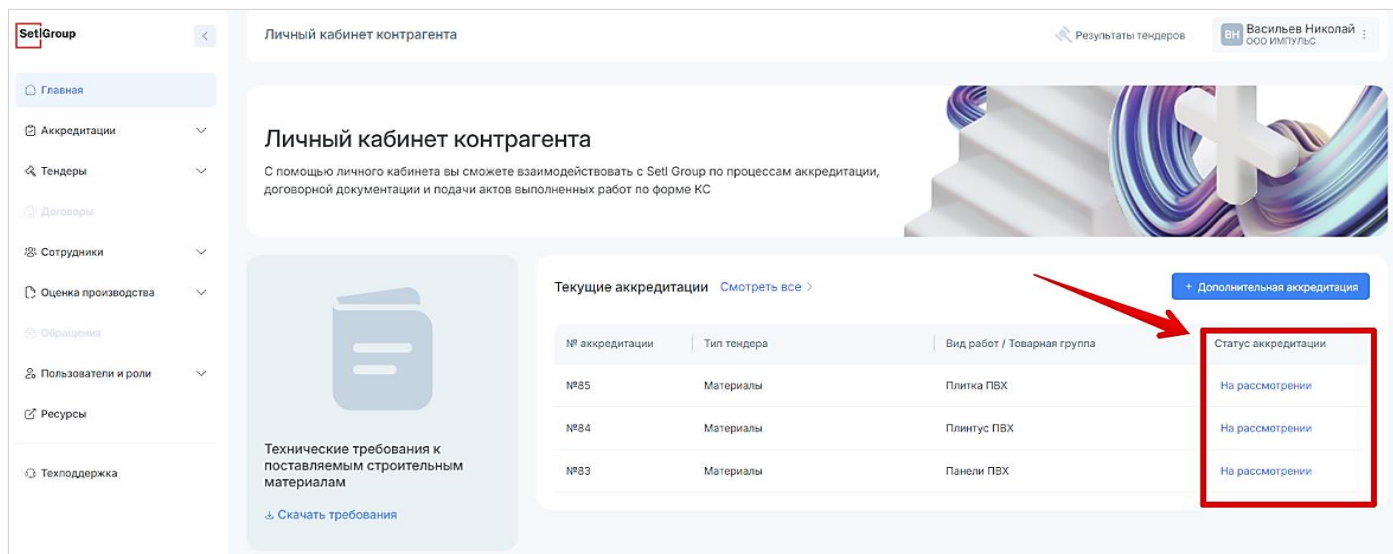 SetlGroup
Личный кабинет контрагента
Результаты тендеров
ВН
Васильев Николай
ООО ИМПУЛЬС
Главная
Аккредитации
Тендеры
Договоры
Сотрудники
Оценка производства
Обращения
Пользователи и роли
Ресурсы
Техподдержка
Личный кабинет контрагента
С помощью личного кабинета вы сможете взаимодействовать с Setl Group по процессам аккредитации,
договорной документации и подачи актов выполненных работ по форме КС
Технические требования к
поставляемым строительным
материалам
Скачать требования
Текущие аккредитации Смотреть все >
+ Дополнительная аккредитация
№ аккредитации Тип тендера Вид работ / Товарная группа Статус аккредитации
№85 Материалы Плитка ПВХ На рассмотрении
№84 Материалы Плинтус ПВХ На рассмотрении
№83 Материалы Панели ПВХ На рассмотрении